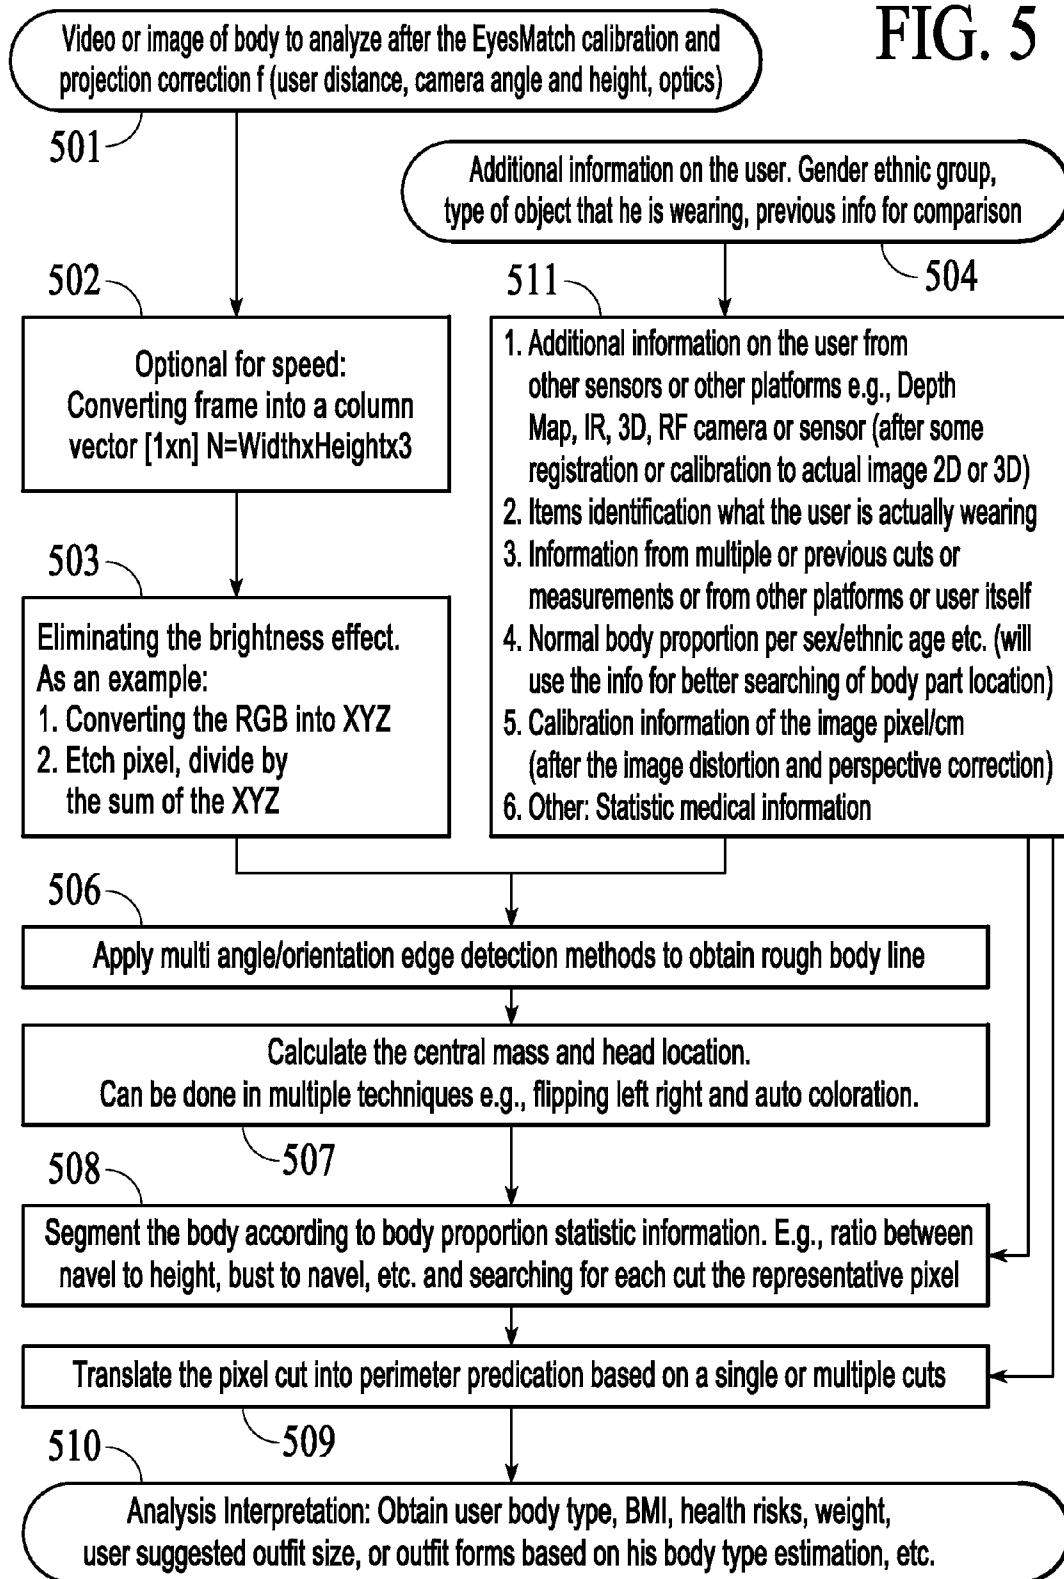 FIG. 5
Video or image of body to analyze after the EyesMatch calibration and
projection correction f (user distance, camera angle and height, optics)
501
Additional information on the user. Gender ethnic group,
type of object that he is wearing, previous info for comparison
504
502
Optional for speed:
Converting frame into a column
vector [1xn] N=WidthxHeightx3
503
Eliminating the brightness effect.
As an example:
1. Converting the RGB into XYZ
2. Etch pixel, divide by
the sum of the XYZ
511
1. Additional information on the user from
other sensors or other platforms e.g., Depth
Map, IR, 3D, RF camera or sensor (after some
registration or calibration to actual image 2D or 3D)
2. Items identification what the user is actually wearing
3. Information from multiple or previous cuts or
measurements or from other platforms or user itself
4. Normal body proportion per sex/ethnic age etc. (will
use the info for better searching of body part location)
5. Calibration information of the image pixel/cm
(after the image distortion and perspective correction)
6. Other: Statistic medical information
506
Apply multi angle/orientation edge detection methods to obtain rough body line
Calculate the central mass and head location.
Can be done in multiple techniques e.g., flipping left right and auto coloration.
507
508
Segment the body according to body proportion statistic information. E.g., ratio between
navel to height, bust to navel, etc. and searching for each cut the representative pixel
Translate the pixel cut into perimeter predication based on a single or multiple cuts
509
510
Analysis Interpretation: Obtain user body type, BMI, health risks, weight,
user suggested outfit size, or outfit forms based on his body type estimation, etc.